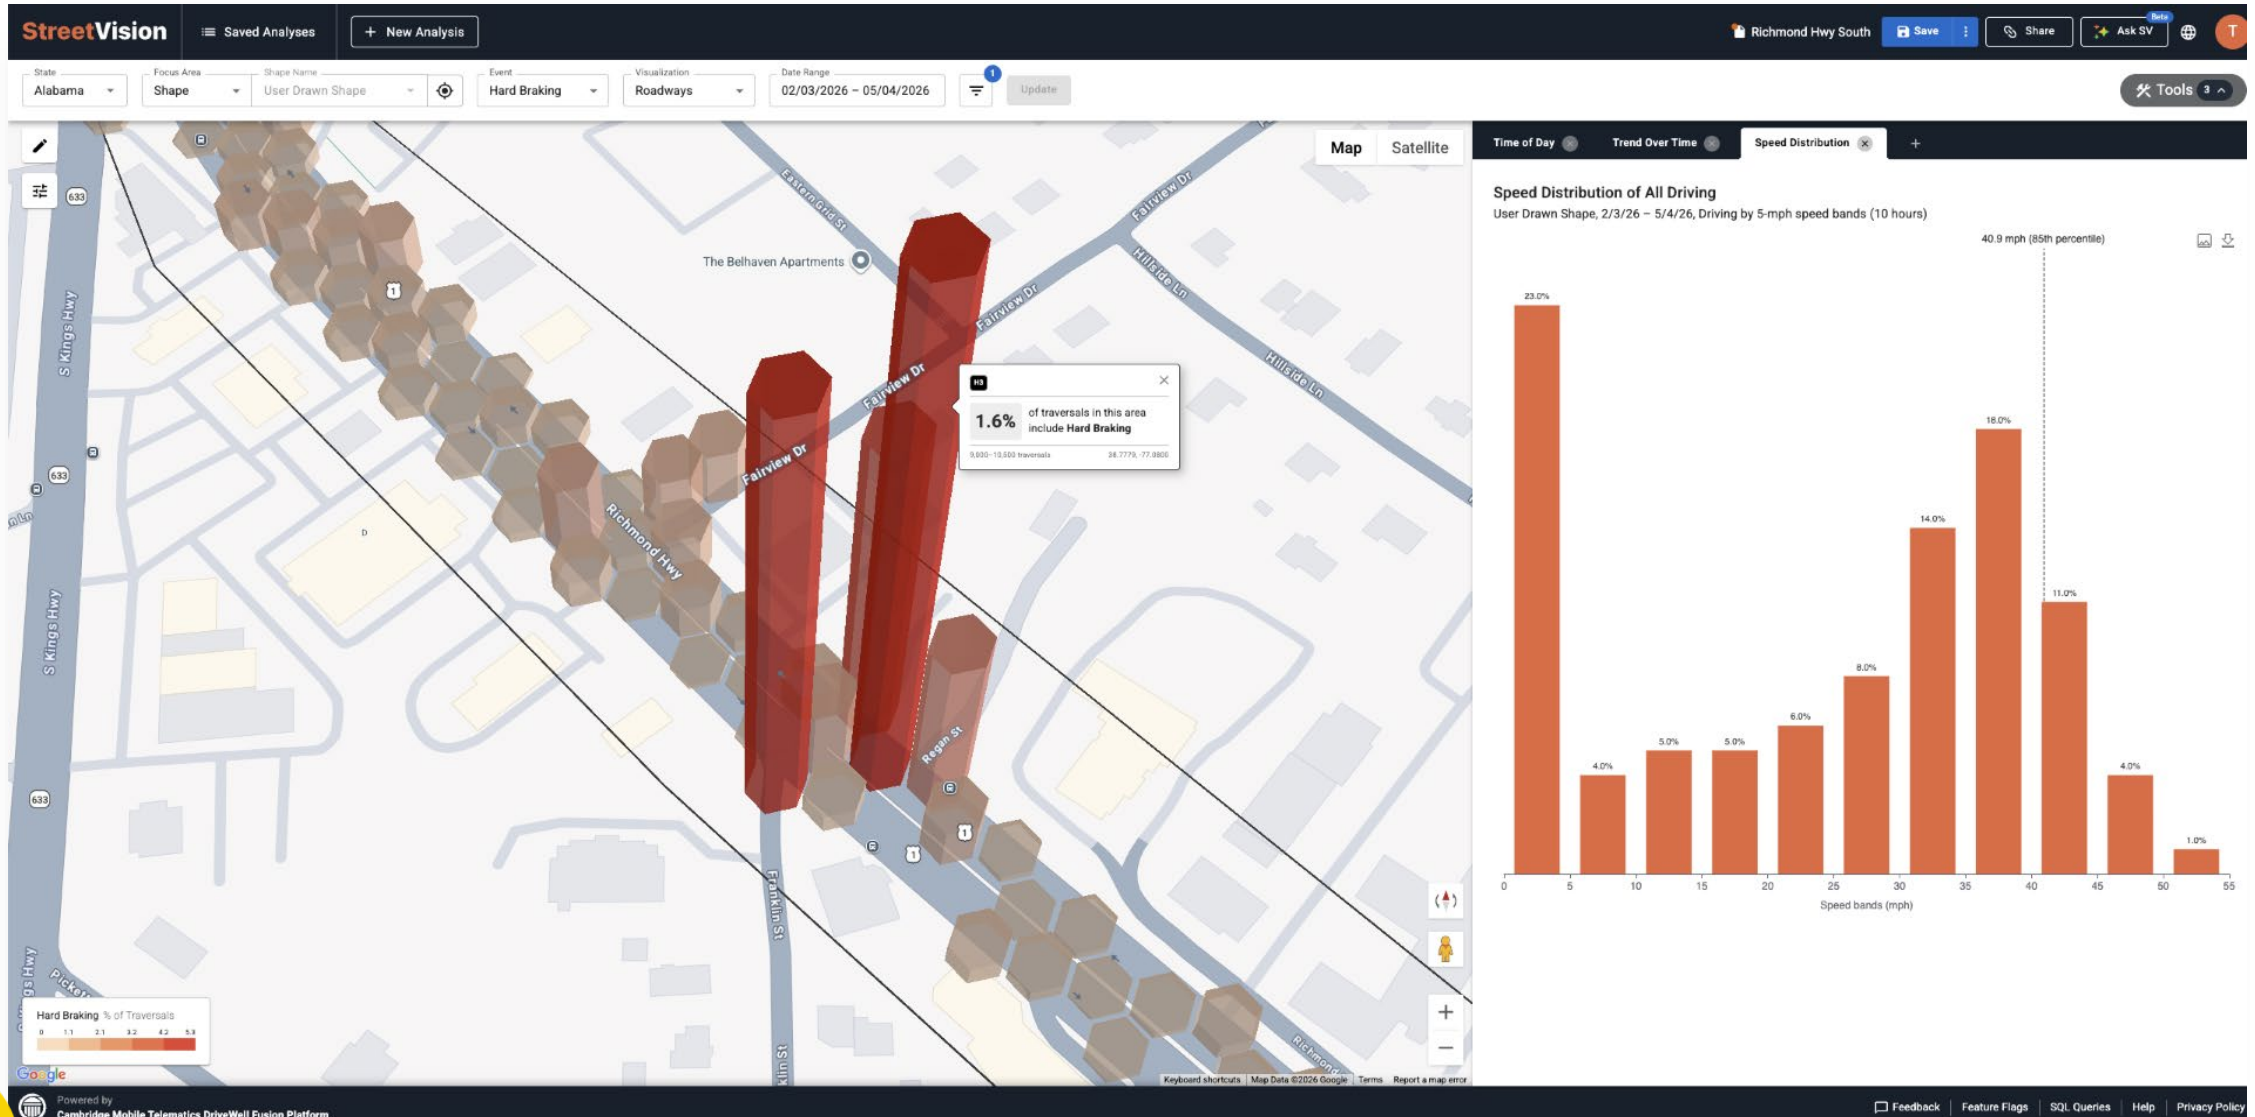 StreetVision
Saved Analyses
+ New Analysis
Richmond Hwy South
Save
Share
Ask SV
Beta
T
State
Alabama
Focus Area
Shape
Shape Name
User Drawn Shape
Event
Hard Braking
Visualization
Roadways
Date Range
02/03/2026 – 05/04/2026
1
Update
Tools 3
Map Satellite
633
S Kings Hwy
633
S Kings Hwy
633
1
D
Eastern Grid St
The Belhaven Apartments
Fairview Dr
Fairview Dr
Fairview Dr
Fairview Dr
Hillside Ln
Hillside Ln
Richmond Hwy
Regan St
1
1
Franklin St
H3
1.6%
of traversals in this area
include Hard Braking
9,800–10,500 traversals
38.7779, -77.0800
Hard Braking % of Traversals
0 1.1 2.1 3.2 4.2 5.3
Google
Keyboard shortcuts
Map Data ©2026 Google
Terms
Report a map error
Time of Day
Trend Over Time
Speed Distribution
+
Speed Distribution of All Driving
User Drawn Shape, 2/3/26 – 5/4/26, Driving by 5-mph speed bands (10 hours)
40.9 mph (85th percentile)
23.0%
4.0%
5.0%
5.0%
6.0%
8.0%
14.0%
18.0%
11.0%
4.0%
1.0%
0 5 10 15 20 25 30 35 40 45 50 55
Speed bands (mph)
Powered by
Cambridge Mobile Telematics DriveWell Fusion Platform
Feedback
Feature Flags
SQL Queries
Help
Privacy Policy